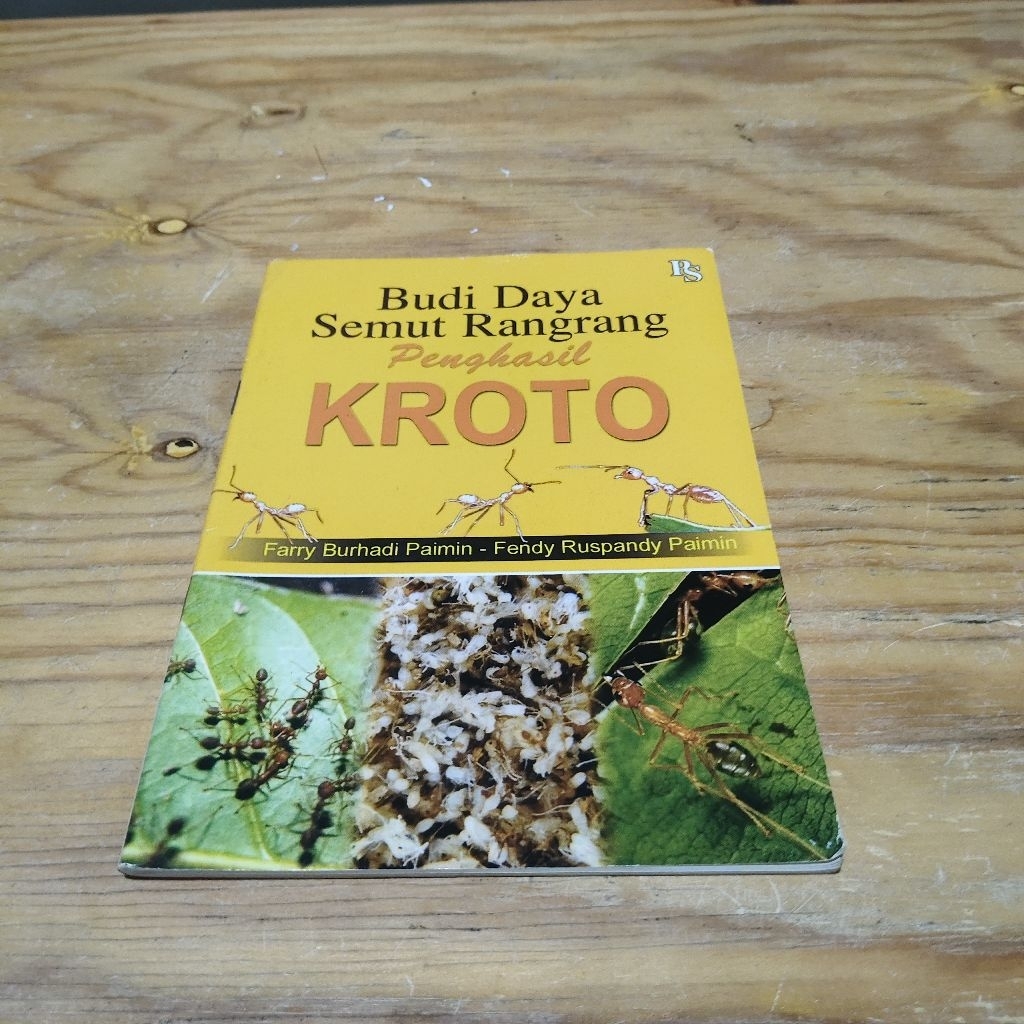 PS
Budi Daya
Semut Rangrang
Penghasil
KROTO
Farry Burhadi Paimin - Fendy Ruspandy Paimin